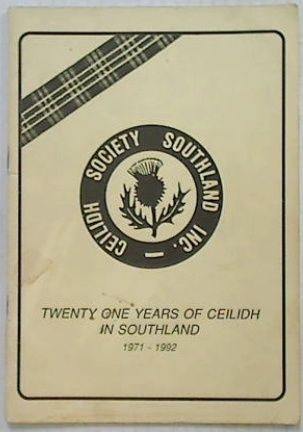 CEILIDH SOCIETY SOUTHLAND INC.
TWENTY ONE YEARS OF CEILIDH
IN SOUTHLAND
1971 - 1992